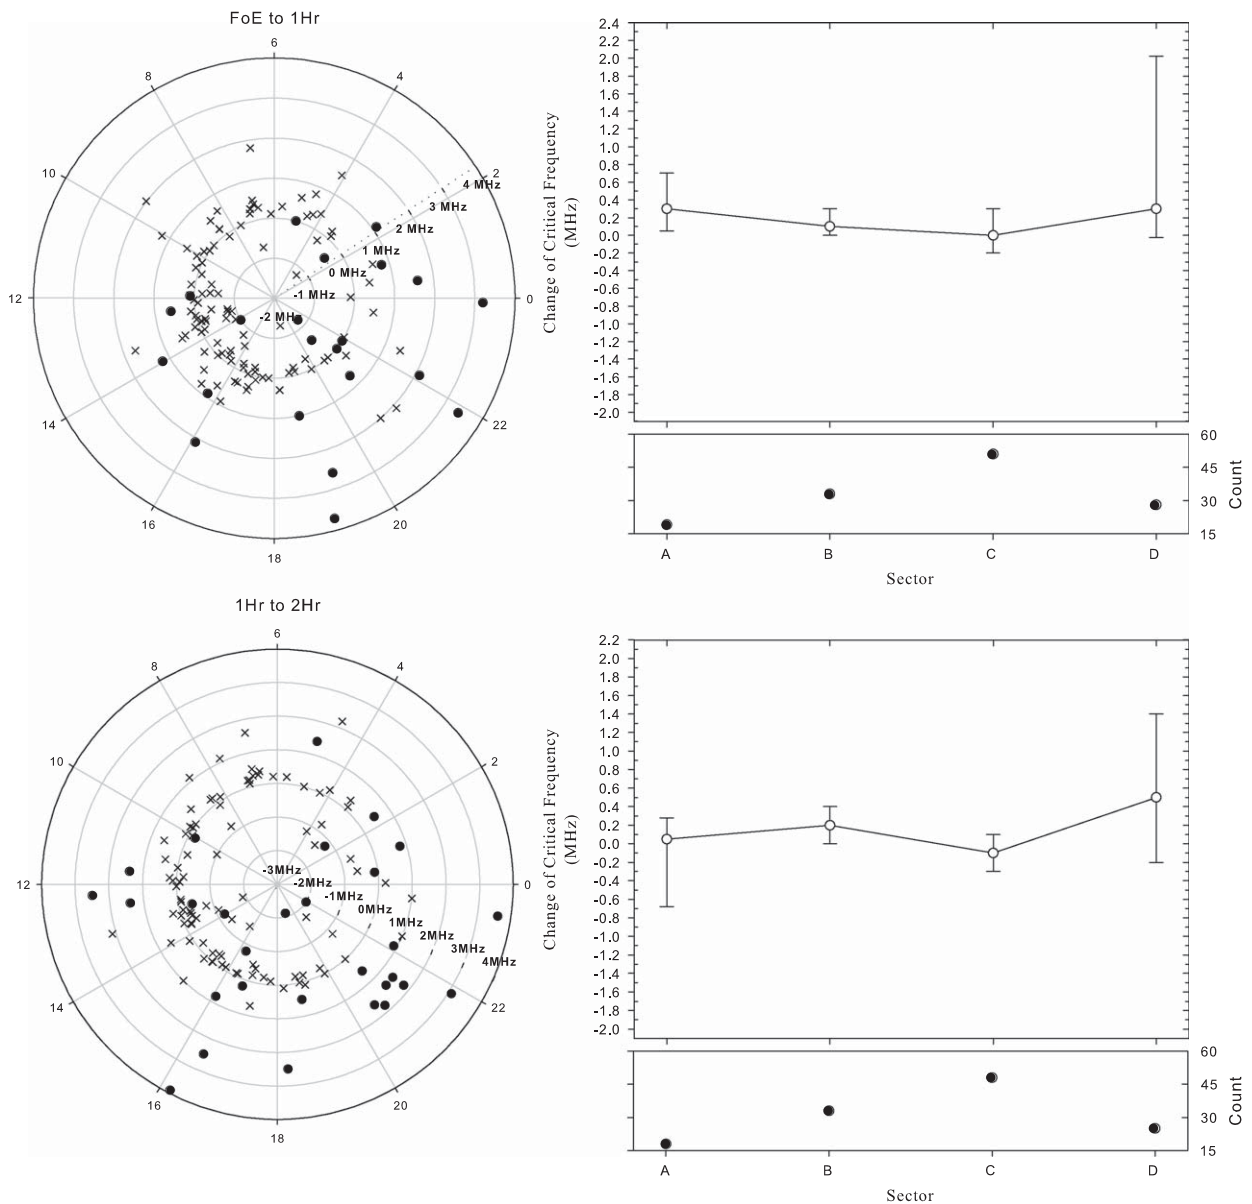 FoE to 1Hr
6
8
4
10
2
4 MHz
3 MHz
2 MHz
1 MHz
0 MHz
-1 MHz
-2 MHz
12
0
14
22
16
20
18
Change of Critical Frequency
(MHz)
2.4
2.2
2.0
1.8
1.6
1.4
1.2
1.0
0.8
0.6
0.4
0.2
0.0
-0.2
-0.4
-0.6
-0.8
-1.0
-1.2
-1.4
-1.6
-1.8
-2.0
60
45
30
15
Count
A B C D
Sector
1Hr to 2Hr
6
8
4
10
2
12
0
-3MHz
-2MHz
-1MHz
0MHz
1MHz
2MHz
3MHz
4MHz
14
22
16
20
18
Change of Critical Frequency
(MHz)
2.2
2.0
1.8
1.6
1.4
1.2
1.0
0.8
0.6
0.4
0.2
0.0
-0.2
-0.4
-0.6
-0.8
-1.0
-1.2
-1.4
-1.6
-1.8
-2.0
60
45
30
15
Count
A B C D
Sector